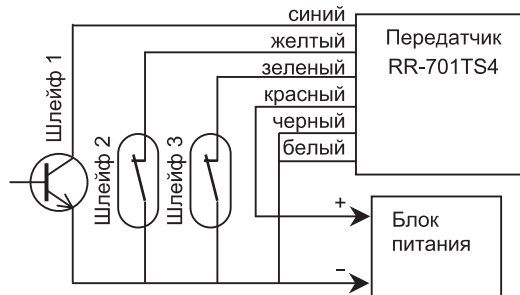 синий
желтый
зеленый
красный
черный
белый
Передатчик
RR-701TS4
Шлейф 1
Шлейф 2
Шлейф 3
+
–
Блок
питания